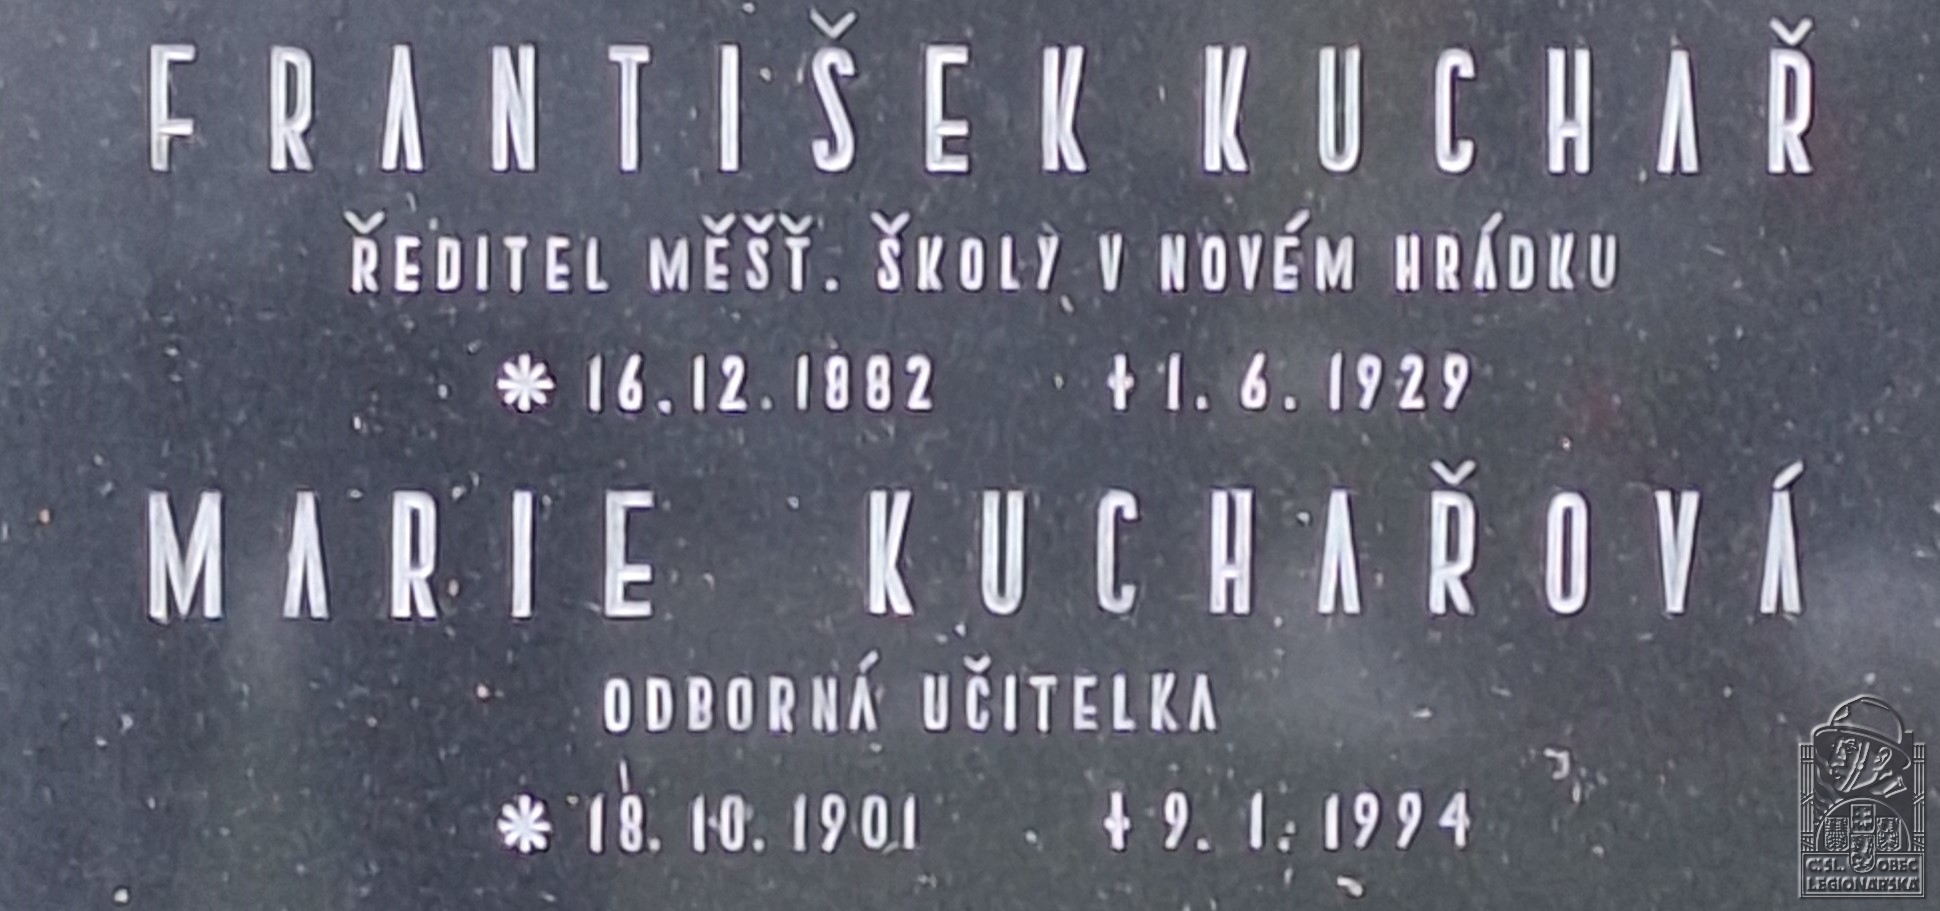 FRANTIŠEK KUCHAŘ
ŘEDITEL MĚŠŤ. ŠKOLY V NOVÉM HRÁDKU
* 16.12.1882 † 1. 6. 1929
MARIE KUCHAŘOVÁ
ODBORNÁ UČITELKA
* 18. 10. 1901 † 9. 1. 1994
ČSL. OBEC
LEGIONÁŘSKÁ